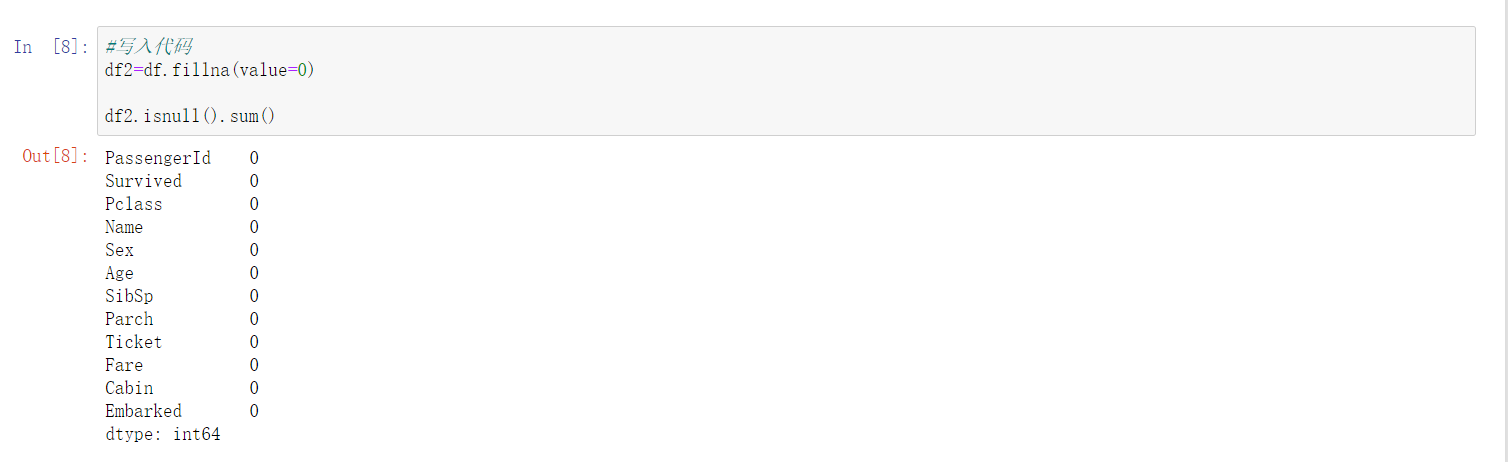 In [8]: #写入代码
df2=df.fillna(value=0)
df2.isnull().sum()
Out[8]: PassengerId 0
Survived 0
Pclass 0
Name 0
Sex 0
Age 0
SibSp 0
Parch 0
Ticket 0
Fare 0
Cabin 0
Embarked 0
dtype: int64